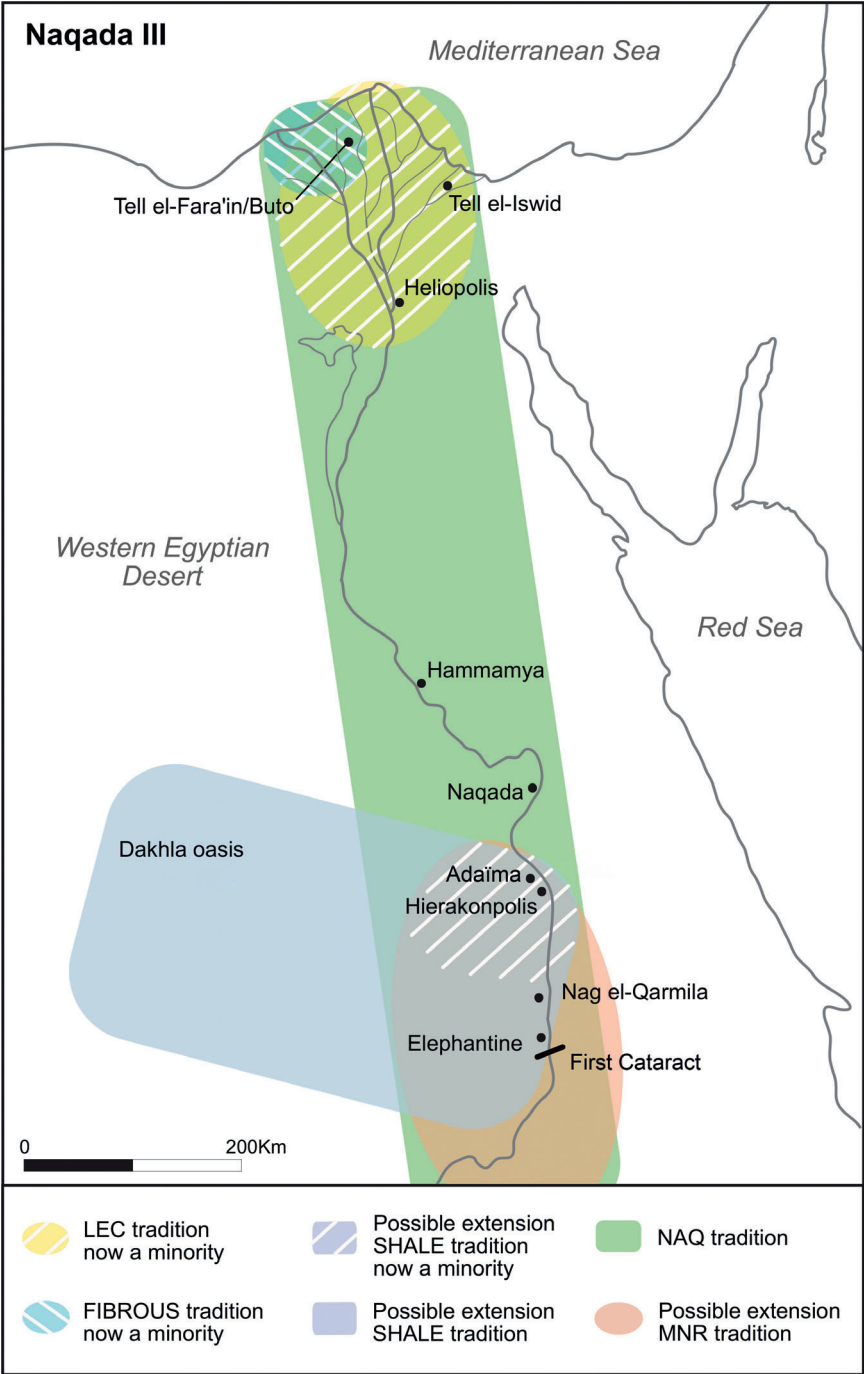 Naqada III
Mediterranean Sea
Tell el-Fara'in/Buto
Tell el-Iswid
Heliopolis
Western Egyptian
Desert
Red Sea
Hammamya
Naqada
Dakhla oasis
Adaïma
Hierakonpolis
Nag el-Qarmila
Elephantine
First Cataract
0 200Km
LEC tradition
now a minority
Possible extension
SHALE tradition
now a minority
NAQ tradition
FIBROUS tradition
now a minority
Possible extension
SHALE tradition
Possible extension
MNR tradition